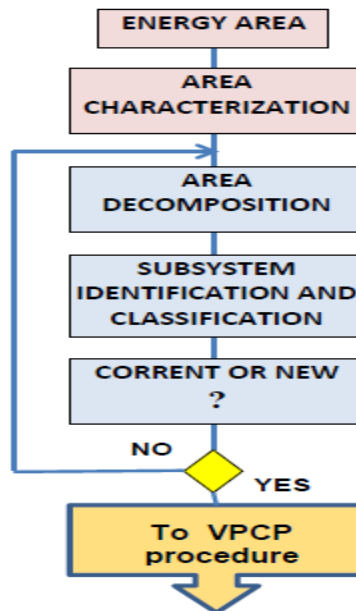 ENERGY AREA
AREA
CHARACTERIZATION
AREA
DECOMPOSITION
SUBSYSTEM
IDENTIFICATION AND
CLASSIFICATION
CORRENT OR NEW
?
NO
YES
To VPCP
procedure